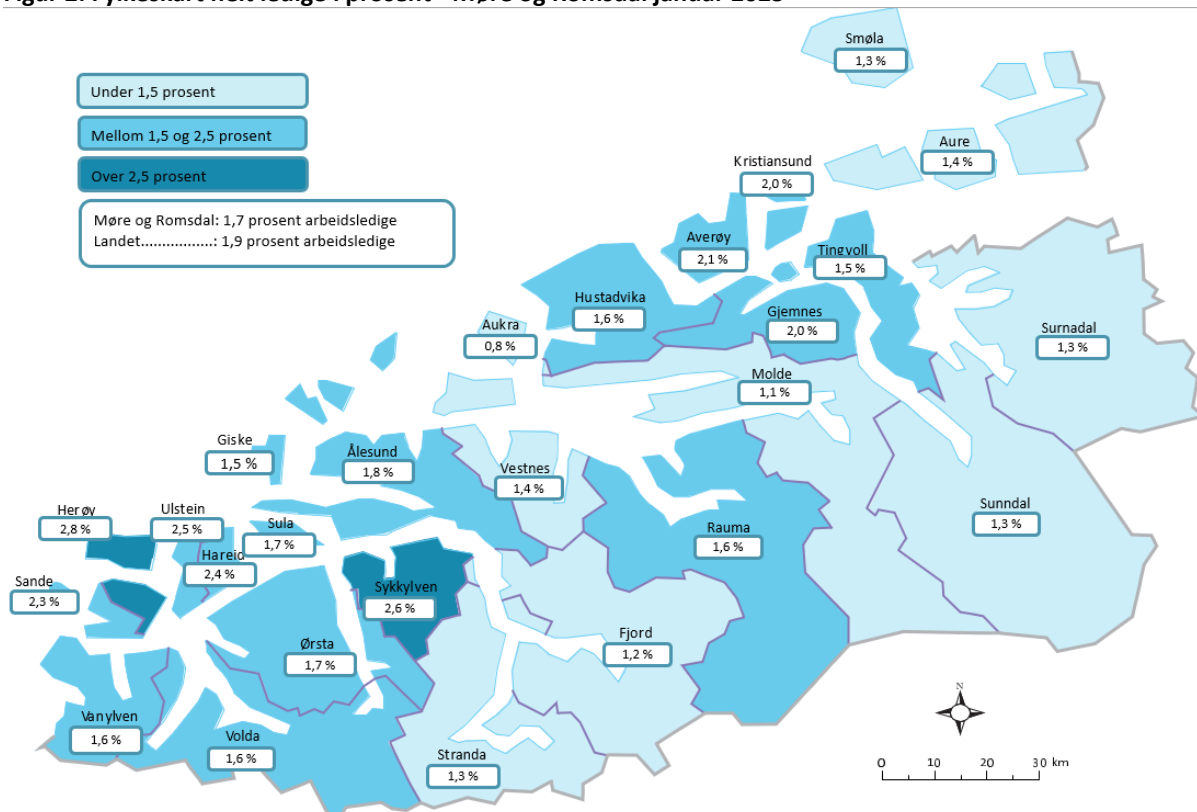 Smøla
1,3 %
Under 1,5 prosent
Mellom 1,5 og 2,5 prosent
Over 2,5 prosent
Møre og Romsdal: 1,7 prosent arbeidsledige
Landet.................: 1,9 prosent arbeidsledige
Aure
1,4 %
Kristiansund
2,0 %
Averøy
2,1 %
Tingvoll
1,5 %
Hustadvika
1,6 %
Gjemnes
2,0 %
Aukra
0,8 %
Surnadal
1,3 %
Molde
1,1 %
Giske
1,5 %
Ålesund
1,8 %
Vestnes
1,4 %
Herøy
2,8 %
Ulstein
2,5 %
Sula
1,7 %
Hareid
2,4 %
Rauma
1,6 %
Sunndal
1,3 %
Sande
2,3 %
Sykkylven
2,6 %
Ørsta
1,7 %
Fjord
1,2 %
Vanylven
1,6 %
Volda
1,6 %
Stranda
1,3 %
N
0 10 20 30 km